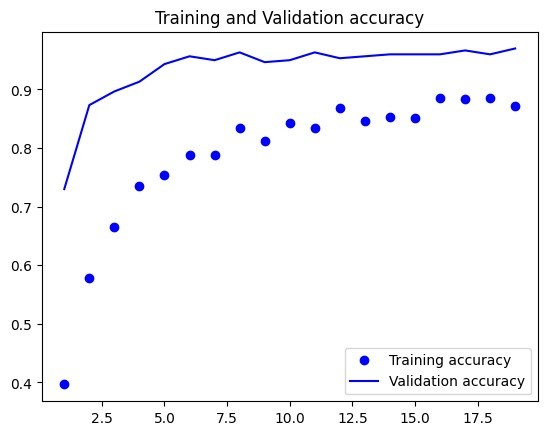 Training and Validation accuracy
0.9
0.8
0.7
0.6
0.5
0.4
Training accuracy
Validation accuracy
2.5 5.0 7.5 10.0 12.5 15.0 17.5